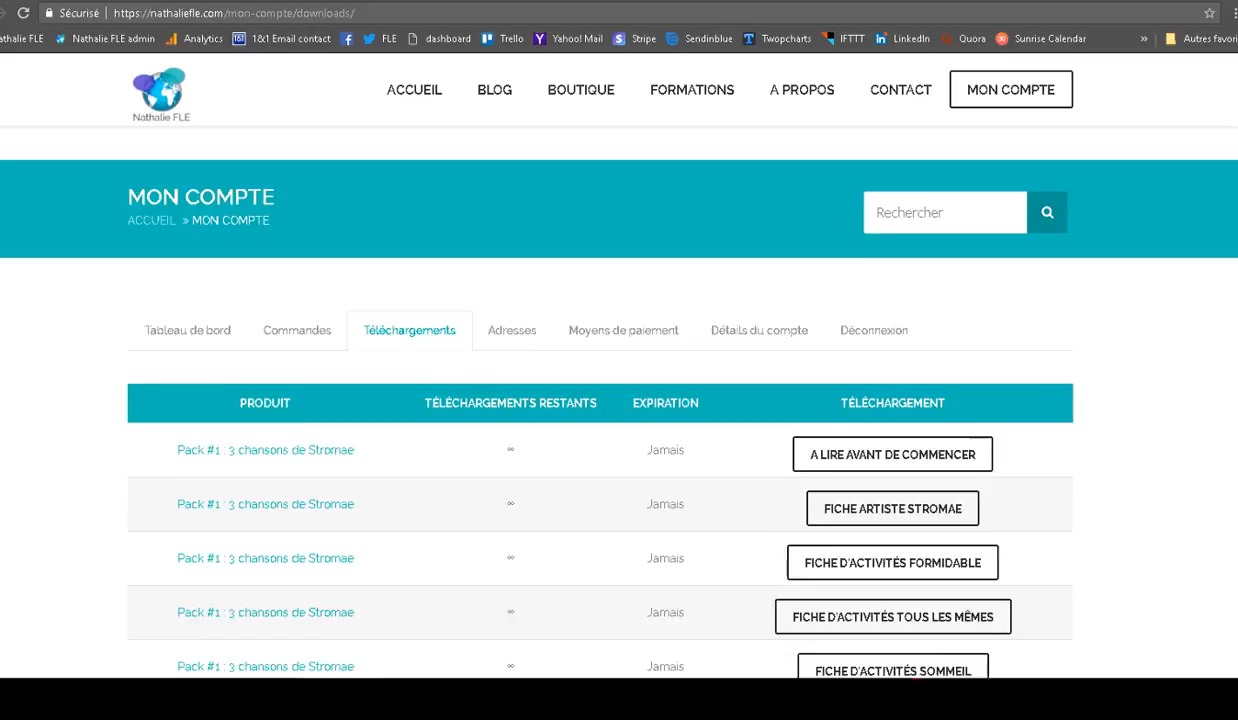 Sécurisé | https://nathaliefle.com/mon-compte/downloads/
athalie FLE Nathalie FLE admin Analytics 1&1 Email contact FLE dashboard Trello Yahoo! Mail Stripe Sendinblue Twopcharts IFTTT LinkedIn Quora Sunrise Calendar » Autres favori
Nathalie FLE
ACCUEIL BLOG BOUTIQUE FORMATIONS A PROPOS CONTACT MON COMPTE
MON COMPTE
ACCUEIL » MON COMPTE
Rechercher
Tableau de bord Commandes Téléchargements Adresses Moyens de paiement Détails du compte Déconnexion
PRODUIT TÉLÉCHARGEMENTS RESTANTS EXPIRATION TÉLÉCHARGEMENT
Pack #1 : 3 chansons de Stromae ∞ Jamais A LIRE AVANT DE COMMENCER
Pack #1 : 3 chansons de Stromae ∞ Jamais FICHE ARTISTE STROMAE
Pack #1 : 3 chansons de Stromae ∞ Jamais FICHE D'ACTIVITÉS FORMIDABLE
Pack #1 : 3 chansons de Stromae ∞ Jamais FICHE D'ACTIVITÉS TOUS LES MÊMES
Pack #1 : 3 chansons de Stromae ∞ Jamais FICHE D'ACTIVITÉS SOMMEIL